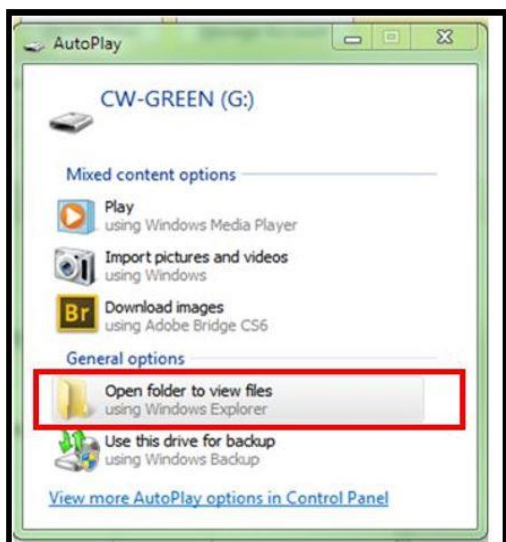 AutoPlay
CW-GREEN (G:)
Mixed content options
Play
using Windows Media Player
Import pictures and videos
using Windows
Br
Download images
using Adobe Bridge CS6
General options
Open folder to view files
using Windows Explorer
Use this drive for backup
using Windows Backup
View more AutoPlay options in Control Panel